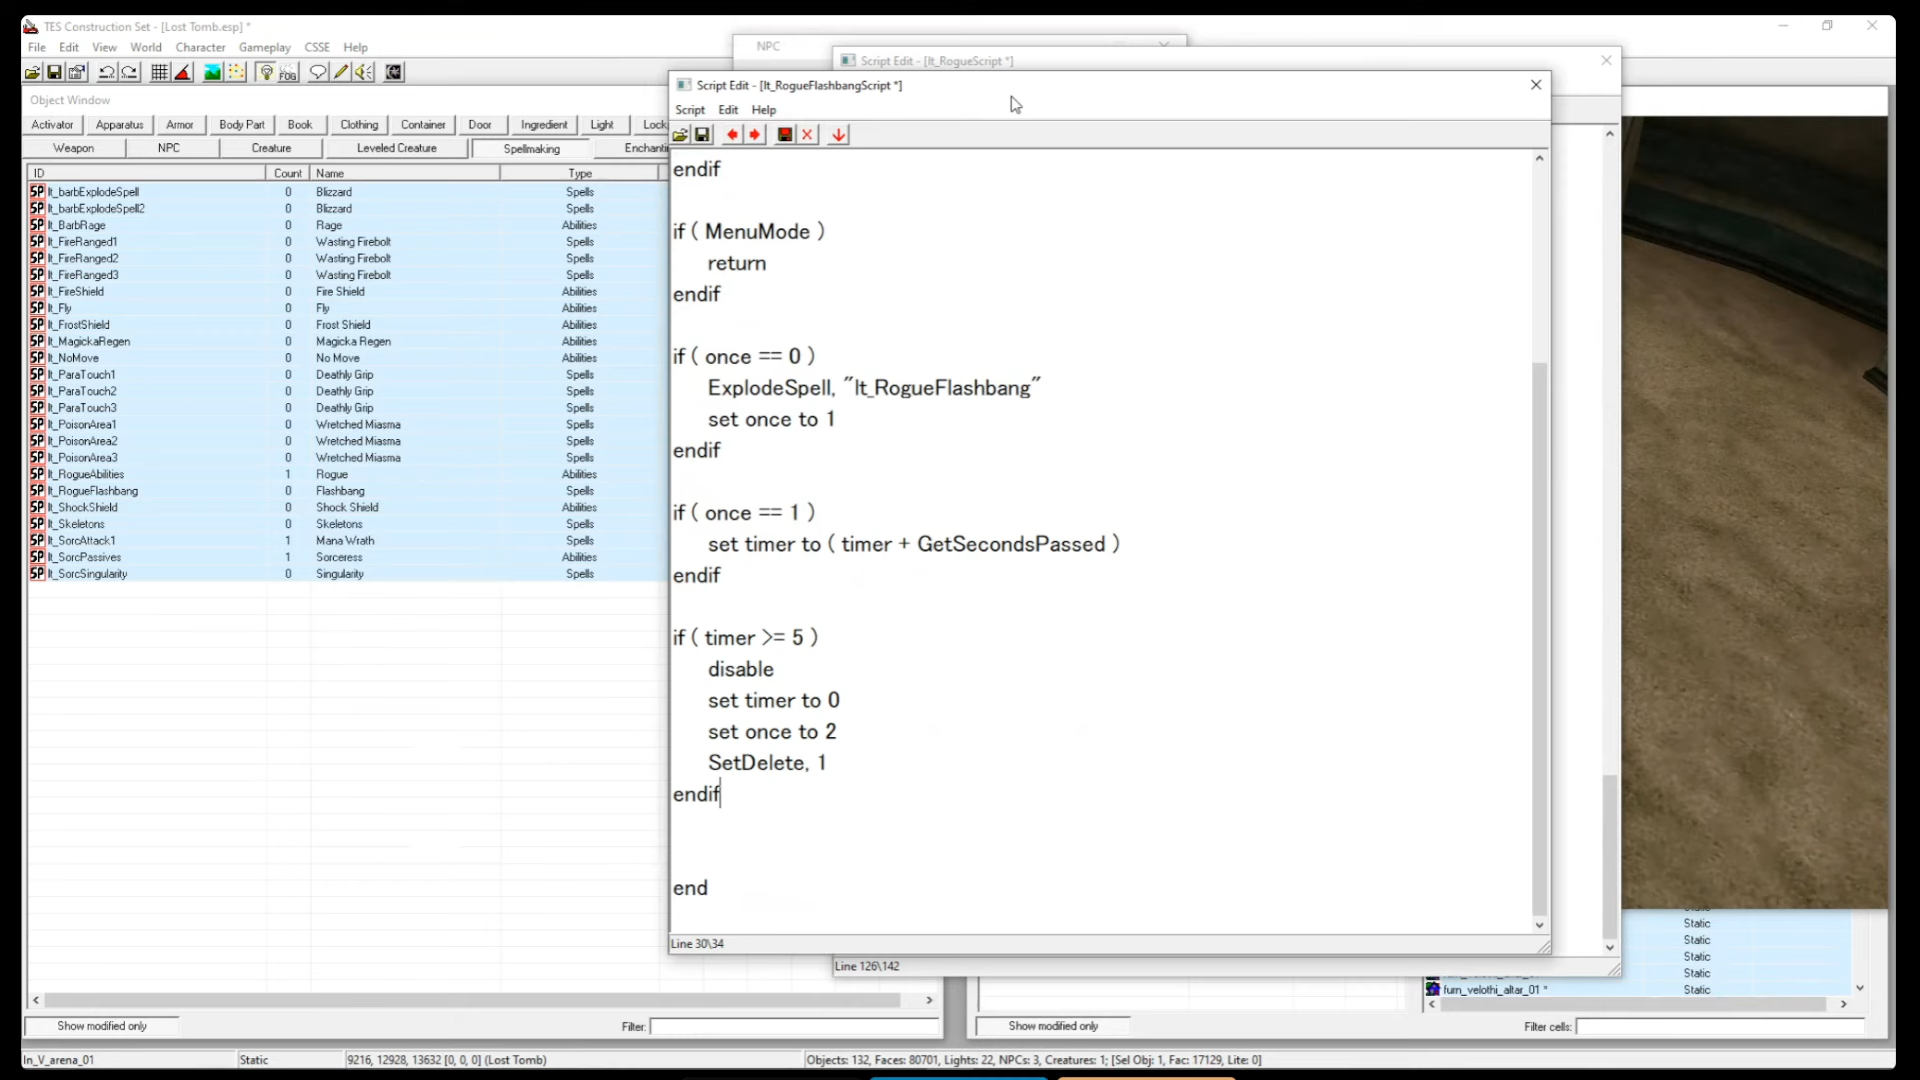 TES Construction Set - [Lost Tomb.esp] *
File Edit View World Character Gameplay CSSE Help
NPC
Script Edit - [lt_RogueScript *]
Script Edit - [lt_RogueFlashbangScript *]
Script Edit Help
Object Window
Activator Apparatus Armor Body Part Book Clothing Container Door Ingredient Light Lock
Weapon NPC Creature Leveled Creature Spellmaking Enchanti
ID Count Name Type
lt_barbExplodeSpell 0 Blizzard Spells
lt_barbExplodeSpell2 0 Blizzard Spells
lt_BarbRage 0 Rage Abilities
lt_FireRanged1 0 Wasting Firebolt Spells
lt_FireRanged2 0 Wasting Firebolt Spells
lt_FireRanged3 0 Wasting Firebolt Spells
lt_FireShield 0 Fire Shield Abilities
lt_Fly 0 Fly Abilities
lt_FrostShield 0 Frost Shield Abilities
lt_MagickaRegen 0 Magicka Regen Abilities
lt_NoMove 0 No Move Abilities
lt_ParaTouch1 0 Deathly Grip Spells
lt_ParaTouch2 0 Deathly Grip Spells
lt_ParaTouch3 0 Deathly Grip Spells
lt_PoisonArea1 0 Wretched Miasma Spells
lt_PoisonArea2 0 Wretched Miasma Spells
lt_PoisonArea3 0 Wretched Miasma Spells
lt_RogueAbilities 1 Rogue Abilities
lt_RogueFlashbang 0 Flashbang Spells
lt_ShockShield 0 Shock Shield Abilities
lt_Skeletons 0 Skeletons Spells
lt_SorcAttack1 1 Mana Wrath Spells
lt_SorcPassives 1 Sorceress Abilities
lt_SorcSingularity 0 Singularity Spells
endif
if ( MenuMode )
return
endif
if ( once == 0 )
ExplodeSpell, "lt_RogueFlashbang"
set once to 1
endif
if ( once == 1 )
set timer to ( timer + GetSecondsPassed )
endif
if ( timer >= 5 )
disable
set timer to 0
set once to 2
SetDelete, 1
endif
end
Line 30\34
Line 126\142
Static
Static
Static
Static
furn_velothi_altar_01 * Static
Show modified only Filter: Show modified only Filter cells:
In_V_arena_01 Static 9216, 12928, 13632 [0, 0, 0] (Lost Tomb) Objects: 132, Faces: 80701, Lights: 22, NPCs: 3, Creatures: 1; [Sel Obj: 1, Fac: 17129, Lite: 0]